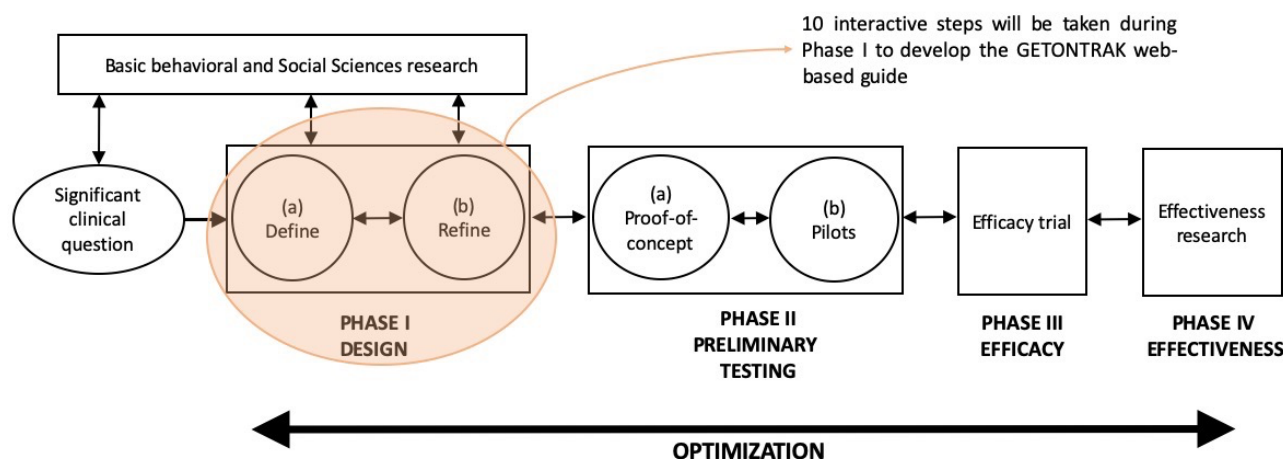 10 interactive steps will be taken during
Phase I to develop the GETONTRAK web-
based guide
Basic behavioral and Social Sciences research
Significant
clinical
question
(a)
Define
(b)
Refine
(a)
Proof-of-
concept
(b)
Pilots
Efficacy trial
Effectiveness
research
PHASE I
DESIGN
PHASE II
PRELIMINARY
TESTING
PHASE III
EFFICACY
PHASE IV
EFFECTIVENESS
OPTIMIZATION